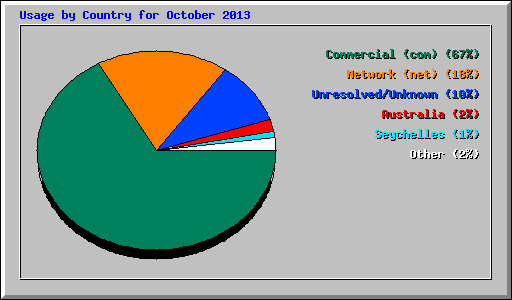 Usage by Country for October 2013
Commercial (com) (67%)
Network (net) (18%)
Unresolved/Unknown (10%)
Australia (2%)
Seychelles (1%)
Other (2%)